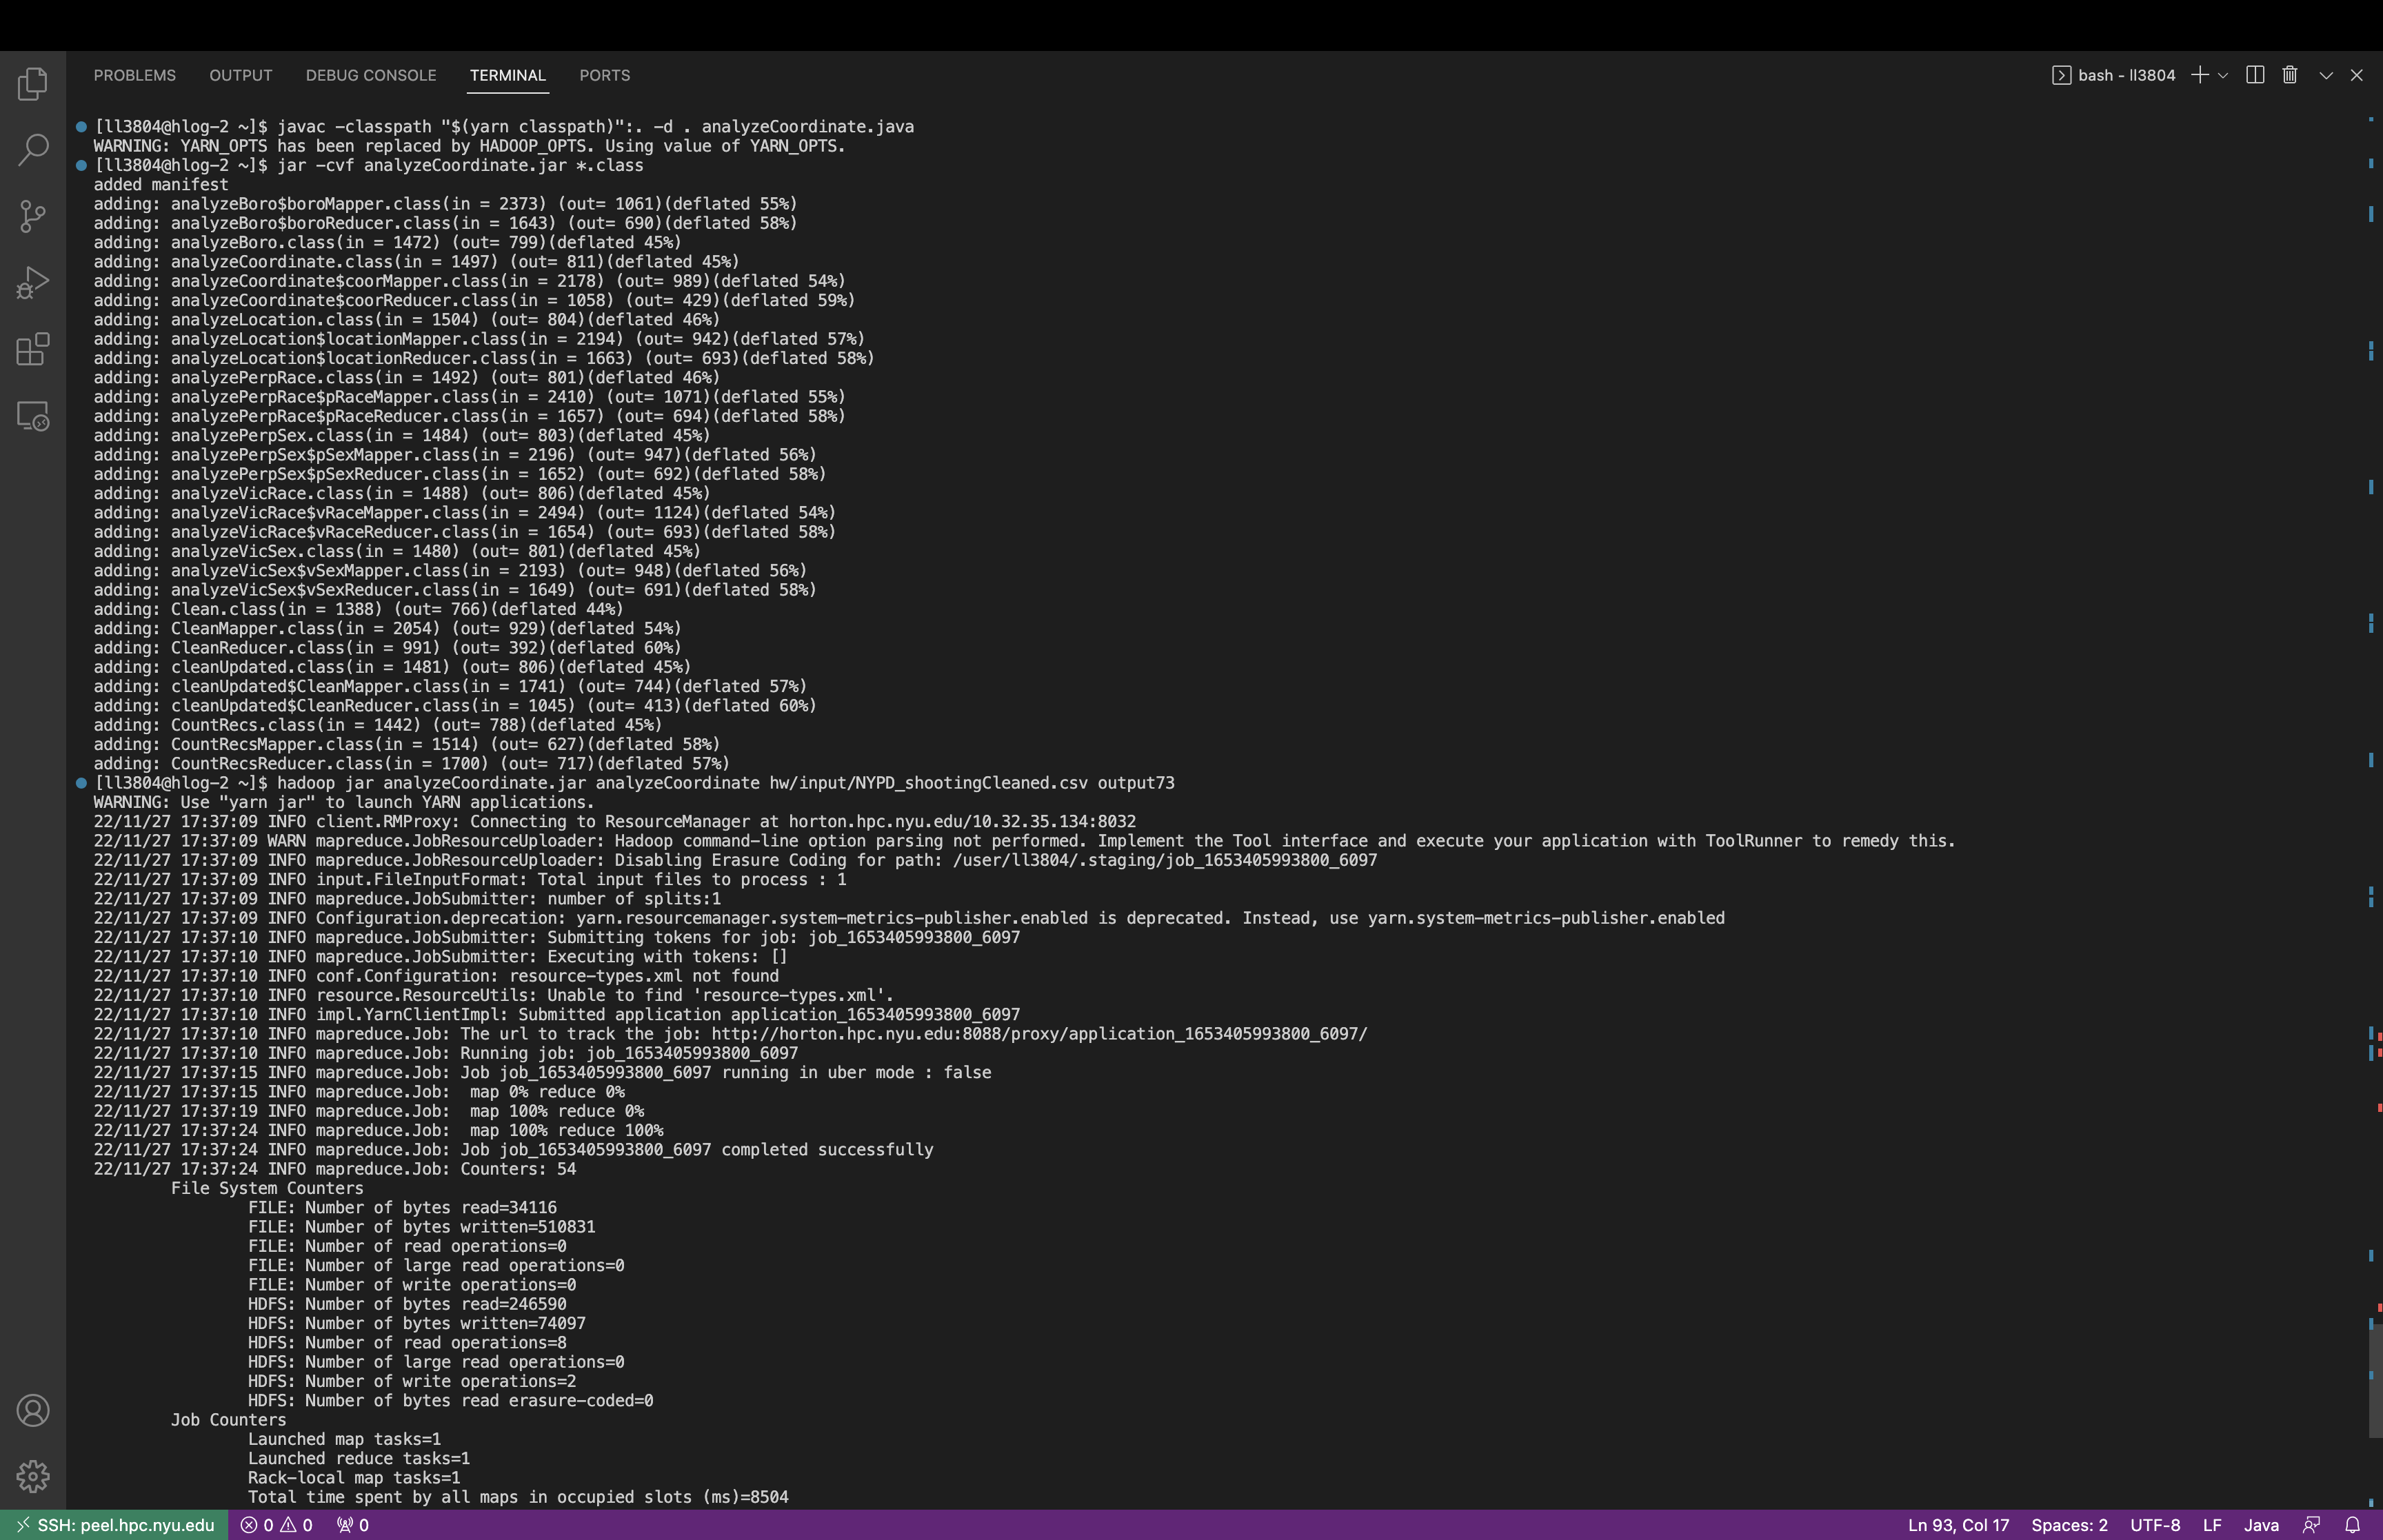 PROBLEMS OUTPUT DEBUG CONSOLE TERMINAL PORTS bash - ll3804
[ll3804@hlog-2 ~]$ javac -classpath "$(yarn classpath)":. -d . analyzeCoordinate.java
WARNING: YARN_OPTS has been replaced by HADOOP_OPTS. Using value of YARN_OPTS.
[ll3804@hlog-2 ~]$ jar -cvf analyzeCoordinate.jar *.class
added manifest
adding: analyzeBoro$boroMapper.class(in = 2373) (out= 1061)(deflated 55%)
adding: analyzeBoro$boroReducer.class(in = 1643) (out= 690)(deflated 58%)
adding: analyzeBoro.class(in = 1472) (out= 799)(deflated 45%)
adding: analyzeCoordinate.class(in = 1497) (out= 811)(deflated 45%)
adding: analyzeCoordinate$coorMapper.class(in = 2178) (out= 989)(deflated 54%)
adding: analyzeCoordinate$coorReducer.class(in = 1058) (out= 429)(deflated 59%)
adding: analyzeLocation.class(in = 1504) (out= 804)(deflated 46%)
adding: analyzeLocation$locationMapper.class(in = 2194) (out= 942)(deflated 57%)
adding: analyzeLocation$locationReducer.class(in = 1663) (out= 693)(deflated 58%)
adding: analyzePerpRace.class(in = 1492) (out= 801)(deflated 46%)
adding: analyzePerpRace$pRaceMapper.class(in = 2410) (out= 1071)(deflated 55%)
adding: analyzePerpRace$pRaceReducer.class(in = 1657) (out= 694)(deflated 58%)
adding: analyzePerpSex.class(in = 1484) (out= 803)(deflated 45%)
adding: analyzePerpSex$pSexMapper.class(in = 2196) (out= 947)(deflated 56%)
adding: analyzePerpSex$pSexReducer.class(in = 1652) (out= 692)(deflated 58%)
adding: analyzeVicRace.class(in = 1488) (out= 806)(deflated 45%)
adding: analyzeVicRace$vRaceMapper.class(in = 2494) (out= 1124)(deflated 54%)
adding: analyzeVicRace$vRaceReducer.class(in = 1654) (out= 693)(deflated 58%)
adding: analyzeVicSex.class(in = 1480) (out= 801)(deflated 45%)
adding: analyzeVicSex$vSexMapper.class(in = 2193) (out= 948)(deflated 56%)
adding: analyzeVicSex$vSexReducer.class(in = 1649) (out= 691)(deflated 58%)
adding: Clean.class(in = 1388) (out= 766)(deflated 44%)
adding: CleanMapper.class(in = 2054) (out= 929)(deflated 54%)
adding: CleanReducer.class(in = 991) (out= 392)(deflated 60%)
adding: cleanUpdated.class(in = 1481) (out= 806)(deflated 45%)
adding: cleanUpdated$CleanMapper.class(in = 1741) (out= 744)(deflated 57%)
adding: cleanUpdated$CleanReducer.class(in = 1045) (out= 413)(deflated 60%)
adding: CountRecs.class(in = 1442) (out= 788)(deflated 45%)
adding: CountRecsMapper.class(in = 1514) (out= 627)(deflated 58%)
adding: CountRecsReducer.class(in = 1700) (out= 717)(deflated 57%)
[ll3804@hlog-2 ~]$ hadoop jar analyzeCoordinate.jar analyzeCoordinate hw/input/NYPD_shootingCleaned.csv output73
WARNING: Use "yarn jar" to launch YARN applications.
22/11/27 17:37:09 INFO client.RMProxy: Connecting to ResourceManager at horton.hpc.nyu.edu/10.32.35.134:8032
22/11/27 17:37:09 WARN mapreduce.JobResourceUploader: Hadoop command-line option parsing not performed. Implement the Tool interface and execute your application with ToolRunner to remedy this.
22/11/27 17:37:09 INFO mapreduce.JobResourceUploader: Disabling Erasure Coding for path: /user/ll3804/.staging/job_1653405993800_6097
22/11/27 17:37:09 INFO input.FileInputFormat: Total input files to process : 1
22/11/27 17:37:09 INFO mapreduce.JobSubmitter: number of splits:1
22/11/27 17:37:09 INFO Configuration.deprecation: yarn.resourcemanager.system-metrics-publisher.enabled is deprecated. Instead, use yarn.system-metrics-publisher.enabled
22/11/27 17:37:10 INFO mapreduce.JobSubmitter: Submitting tokens for job: job_1653405993800_6097
22/11/27 17:37:10 INFO mapreduce.JobSubmitter: Executing with tokens: []
22/11/27 17:37:10 INFO conf.Configuration: resource-types.xml not found
22/11/27 17:37:10 INFO resource.ResourceUtils: Unable to find 'resource-types.xml'.
22/11/27 17:37:10 INFO impl.YarnClientImpl: Submitted application application_1653405993800_6097
22/11/27 17:37:10 INFO mapreduce.Job: The url to track the job: http://horton.hpc.nyu.edu:8088/proxy/application_1653405993800_6097/
22/11/27 17:37:10 INFO mapreduce.Job: Running job: job_1653405993800_6097
22/11/27 17:37:15 INFO mapreduce.Job: Job job_1653405993800_6097 running in uber mode : false
22/11/27 17:37:15 INFO mapreduce.Job:  map 0% reduce 0%
22/11/27 17:37:19 INFO mapreduce.Job:  map 100% reduce 0%
22/11/27 17:37:24 INFO mapreduce.Job:  map 100% reduce 100%
22/11/27 17:37:24 INFO mapreduce.Job: Job job_1653405993800_6097 completed successfully
22/11/27 17:37:24 INFO mapreduce.Job: Counters: 54
File System Counters
FILE: Number of bytes read=34116
FILE: Number of bytes written=510831
FILE: Number of read operations=0
FILE: Number of large read operations=0
FILE: Number of write operations=0
HDFS: Number of bytes read=246590
HDFS: Number of bytes written=74097
HDFS: Number of read operations=8
HDFS: Number of large read operations=0
HDFS: Number of write operations=2
HDFS: Number of bytes read erasure-coded=0
Job Counters
Launched map tasks=1
Launched reduce tasks=1
Rack-local map tasks=1
Total time spent by all maps in occupied slots (ms)=8504
SSH: peel.hpc.nyu.edu 0 0 0 Ln 93, Col 17 Spaces: 2 UTF-8 LF Java